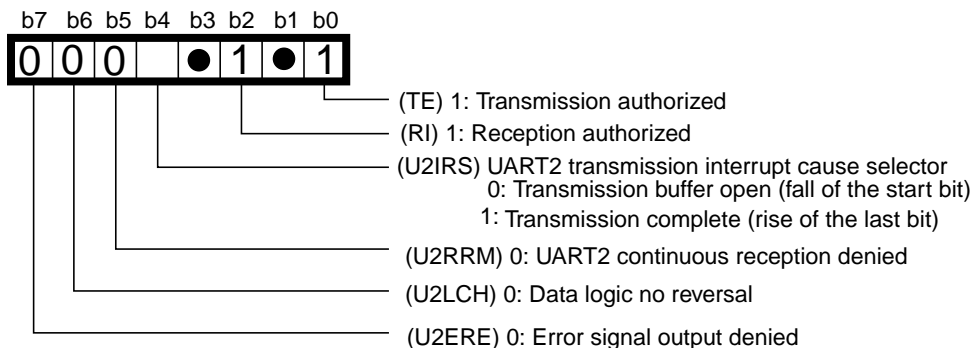 b7 b6 b5 b4 b3 b2 b1 b0
0 0 0 ● 1 ● 1
(TE) 1: Transmission authorized
(RI) 1: Reception authorized
(U2IRS) UART2 transmission interrupt cause selector
0: Transmission buffer open (fall of the start bit)
1: Transmission complete (rise of the last bit)
(U2RRM) 0: UART2 continuous reception denied
(U2LCH) 0: Data logic no reversal
(U2ERE) 0: Error signal output denied